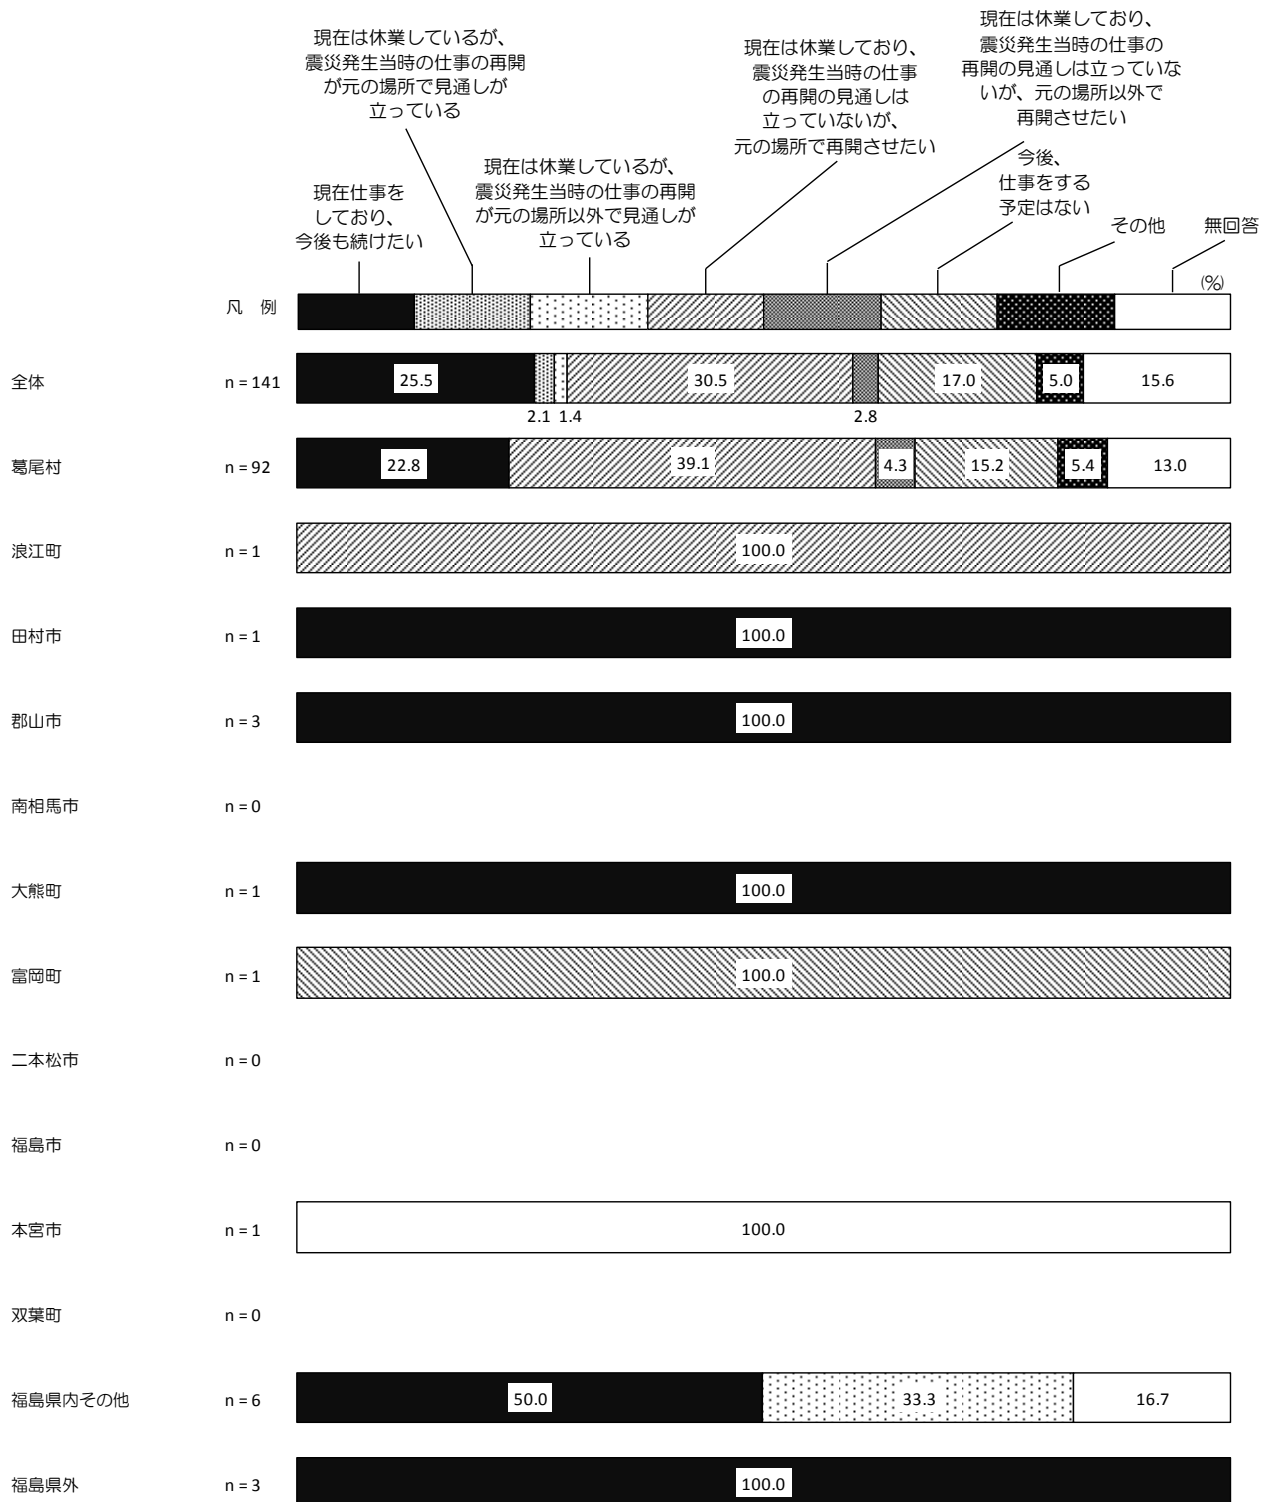 現在は休業しているが、
震災発生当時の仕事の再開
が元の場所で見通しが
立っている
現在は休業しており、
震災発生当時の仕事
の再開の見通しは
立っていないが、
元の場所で再開させたい
現在は休業しており、
震災発生当時の仕事の
再開の見通しは立っていな
いが、元の場所以外で
再開させたい
現在仕事を
しており、
今後も続けたい
現在は休業しているが、
震災発生当時の仕事の再開
が元の場所以外で見通しが
立っている
今後、
仕事をする
予定はない
その他
無回答
(%)
凡 例
全体 n = 141 25.5 30.5 17.0 5.0 15.6
2.1 1.4 2.8
葛尾村 n = 92 22.8 39.1 4.3 15.2 5.4 13.0
浪江町 n = 1 100.0
田村市 n = 1 100.0
郡山市 n = 3 100.0
南相馬市 n = 0
大熊町 n = 1 100.0
富岡町 n = 1 100.0
二本松市 n = 0
福島市 n = 0
本宮市 n = 1 100.0
双葉町 n = 0
福島県内その他 n = 6 50.0 33.3 16.7
福島県外 n = 3 100.0